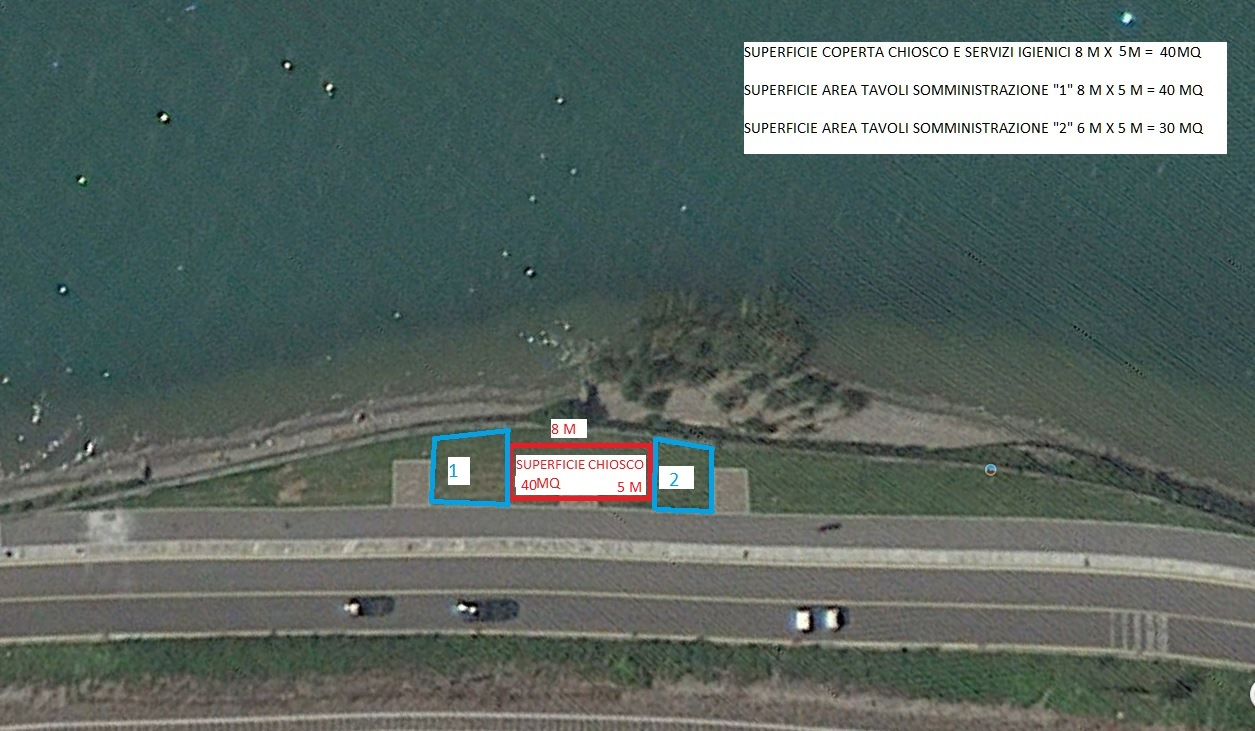 SUPERFICIE COPERTA CHIOSCO E SERVIZI IGIENICI 8 M X 5M = 40MQ
SUPERFICIE AREA TAVOLI SOMMINISTRAZIONE "1" 8 M X 5 M = 40 MQ
SUPERFICIE AREA TAVOLI SOMMINISTRAZIONE "2" 6 M X 5 M = 30 MQ
8 M
1
SUPERFICIE CHIOSCO
40MQ 5 M
2